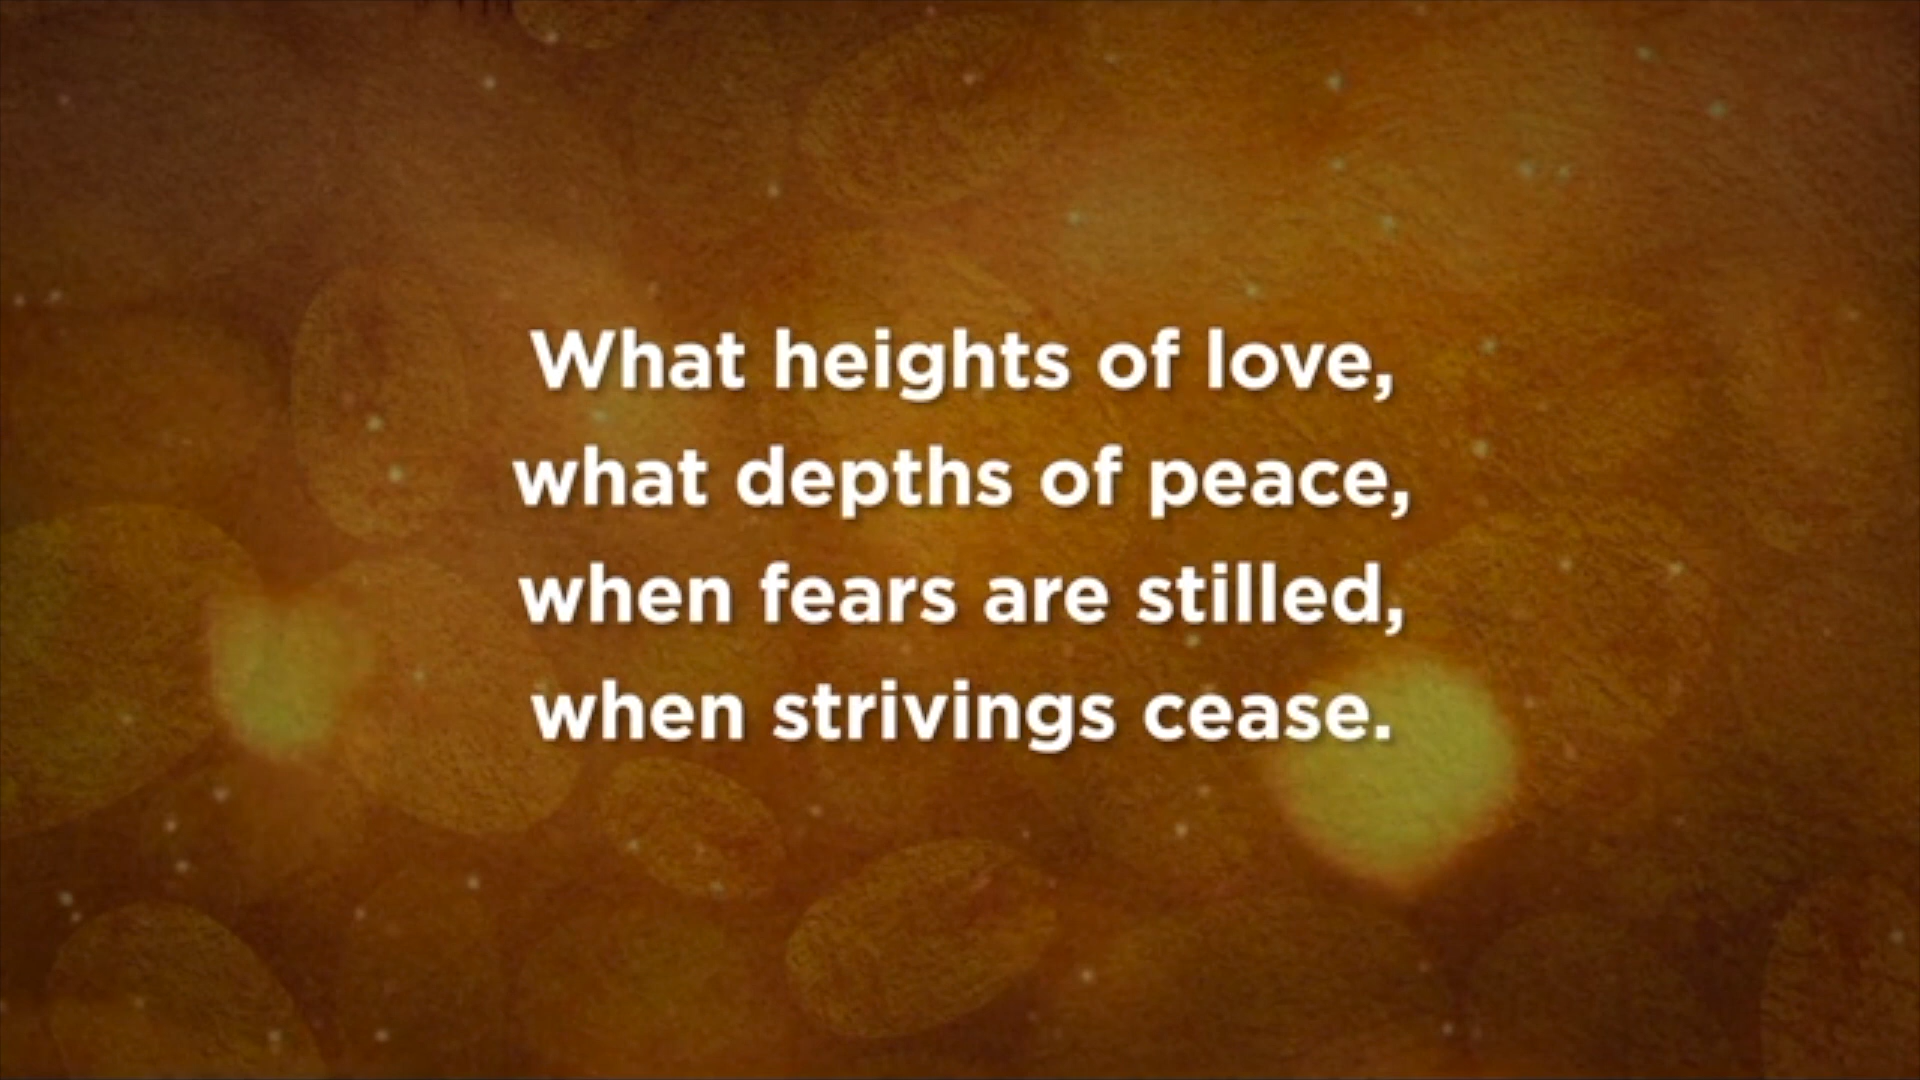 What heights of love,
what depths of peace,
when fears are stilled,
when strivings cease.